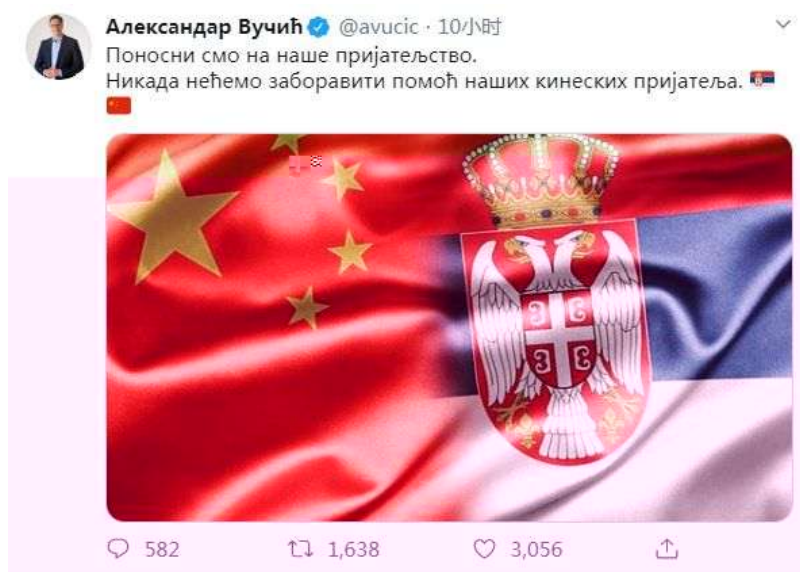 Александар Вучић @avucic · 10小时
Поносни смо на наше пријатељство.
Никада нећемо заборавити помоћ наших кинеских пријатеља. 🇷🇸
🇨🇳
582 1,638 3,056